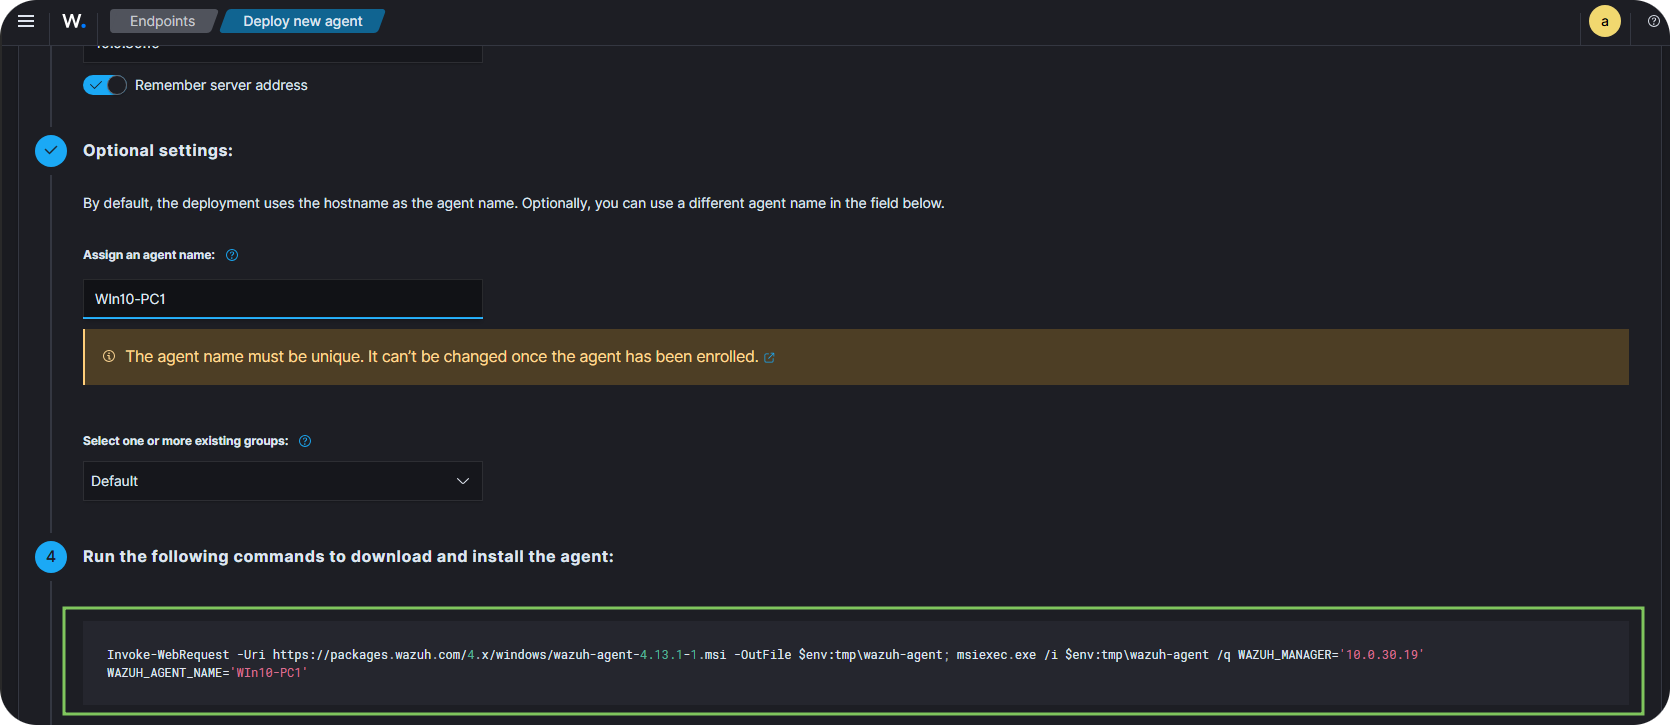 W.
Endpoints
Deploy new agent
a
Remember server address
Optional settings:
By default, the deployment uses the hostname as the agent name. Optionally, you can use a different agent name in the field below.
Assign an agent name:
WIn10-PC1
The agent name must be unique. It can't be changed once the agent has been enrolled.
Select one or more existing groups:
Default
4
Run the following commands to download and install the agent:
Invoke-WebRequest -Uri https://packages.wazuh.com/4.x/windows/wazuh-agent-4.13.1-1.msi -OutFile $env:tmp\wazuh-agent; msiexec.exe /i $env:tmp\wazuh-agent /q WAZUH_MANAGER='10.0.30.19'
WAZUH_AGENT_NAME='WIn10-PC1'